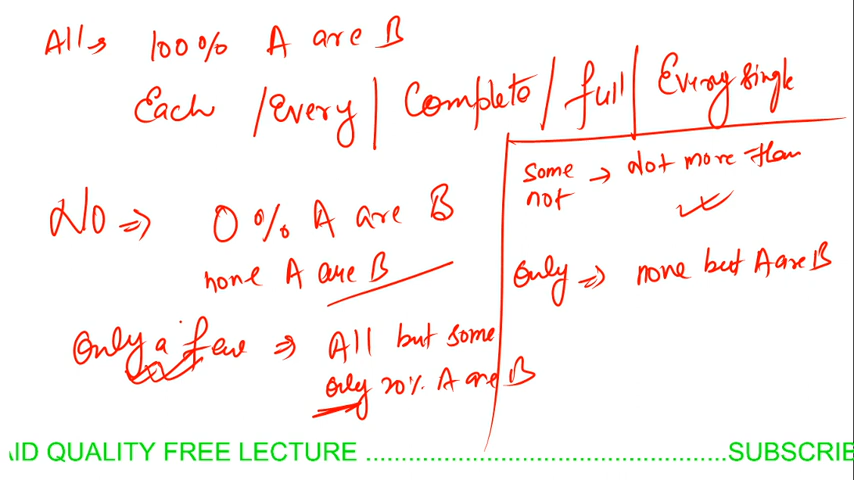 All → 100% A are B
Each / Every | Complete / full | Every single
Some not → Not more than
No ⇒ 0% A are B
none A are B
Only ⇒ none but A are B
Only a few ⇒ All but some
only 20% A are B
AID QUALITY FREE LECTURE ................................................SUBSCRIBE